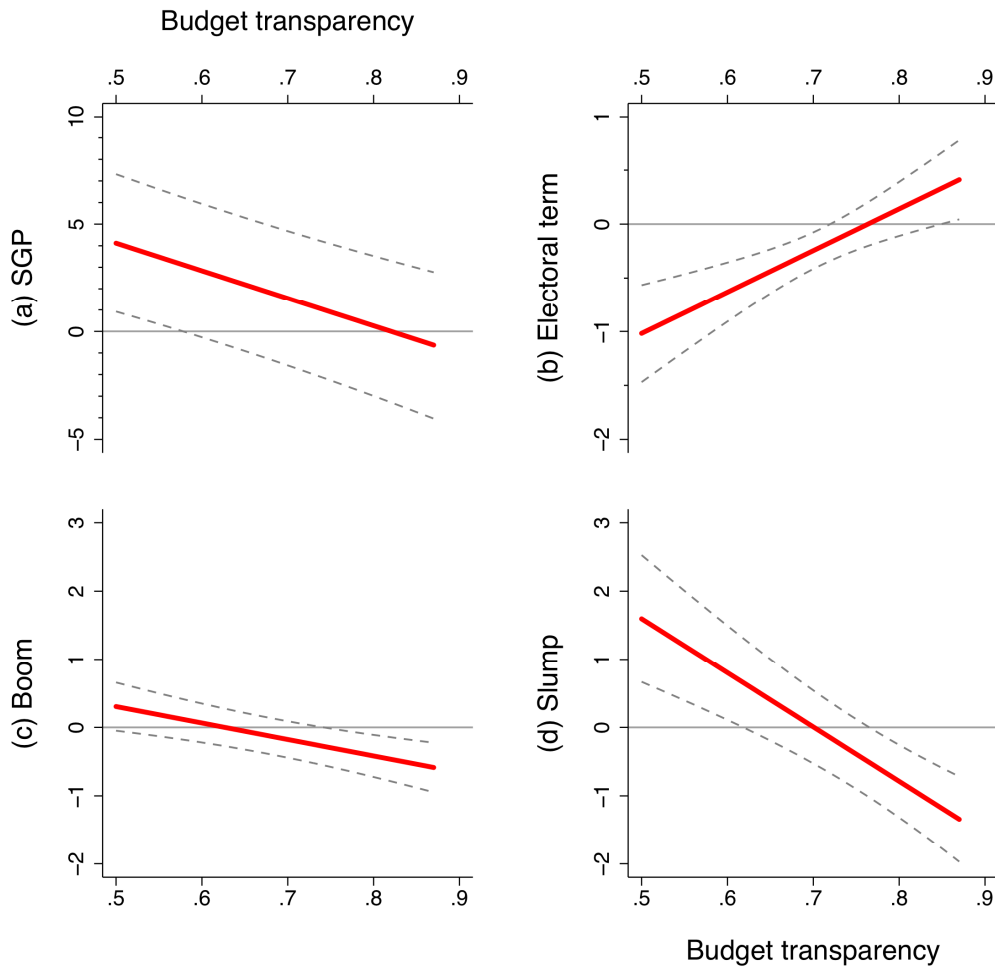 Budget transparency
.5 .6 .7 .8 .9
.5 .6 .7 .8 .9
(a) SGP
10
5
0
−5
(b) Electoral term
1
0
−1
−2
(c) Boom
3
2
1
0
−1
−2
.5 .6 .7 .8 .9
(d) Slump
3
2
1
0
−1
−2
.5 .6 .7 .8 .9
Budget transparency